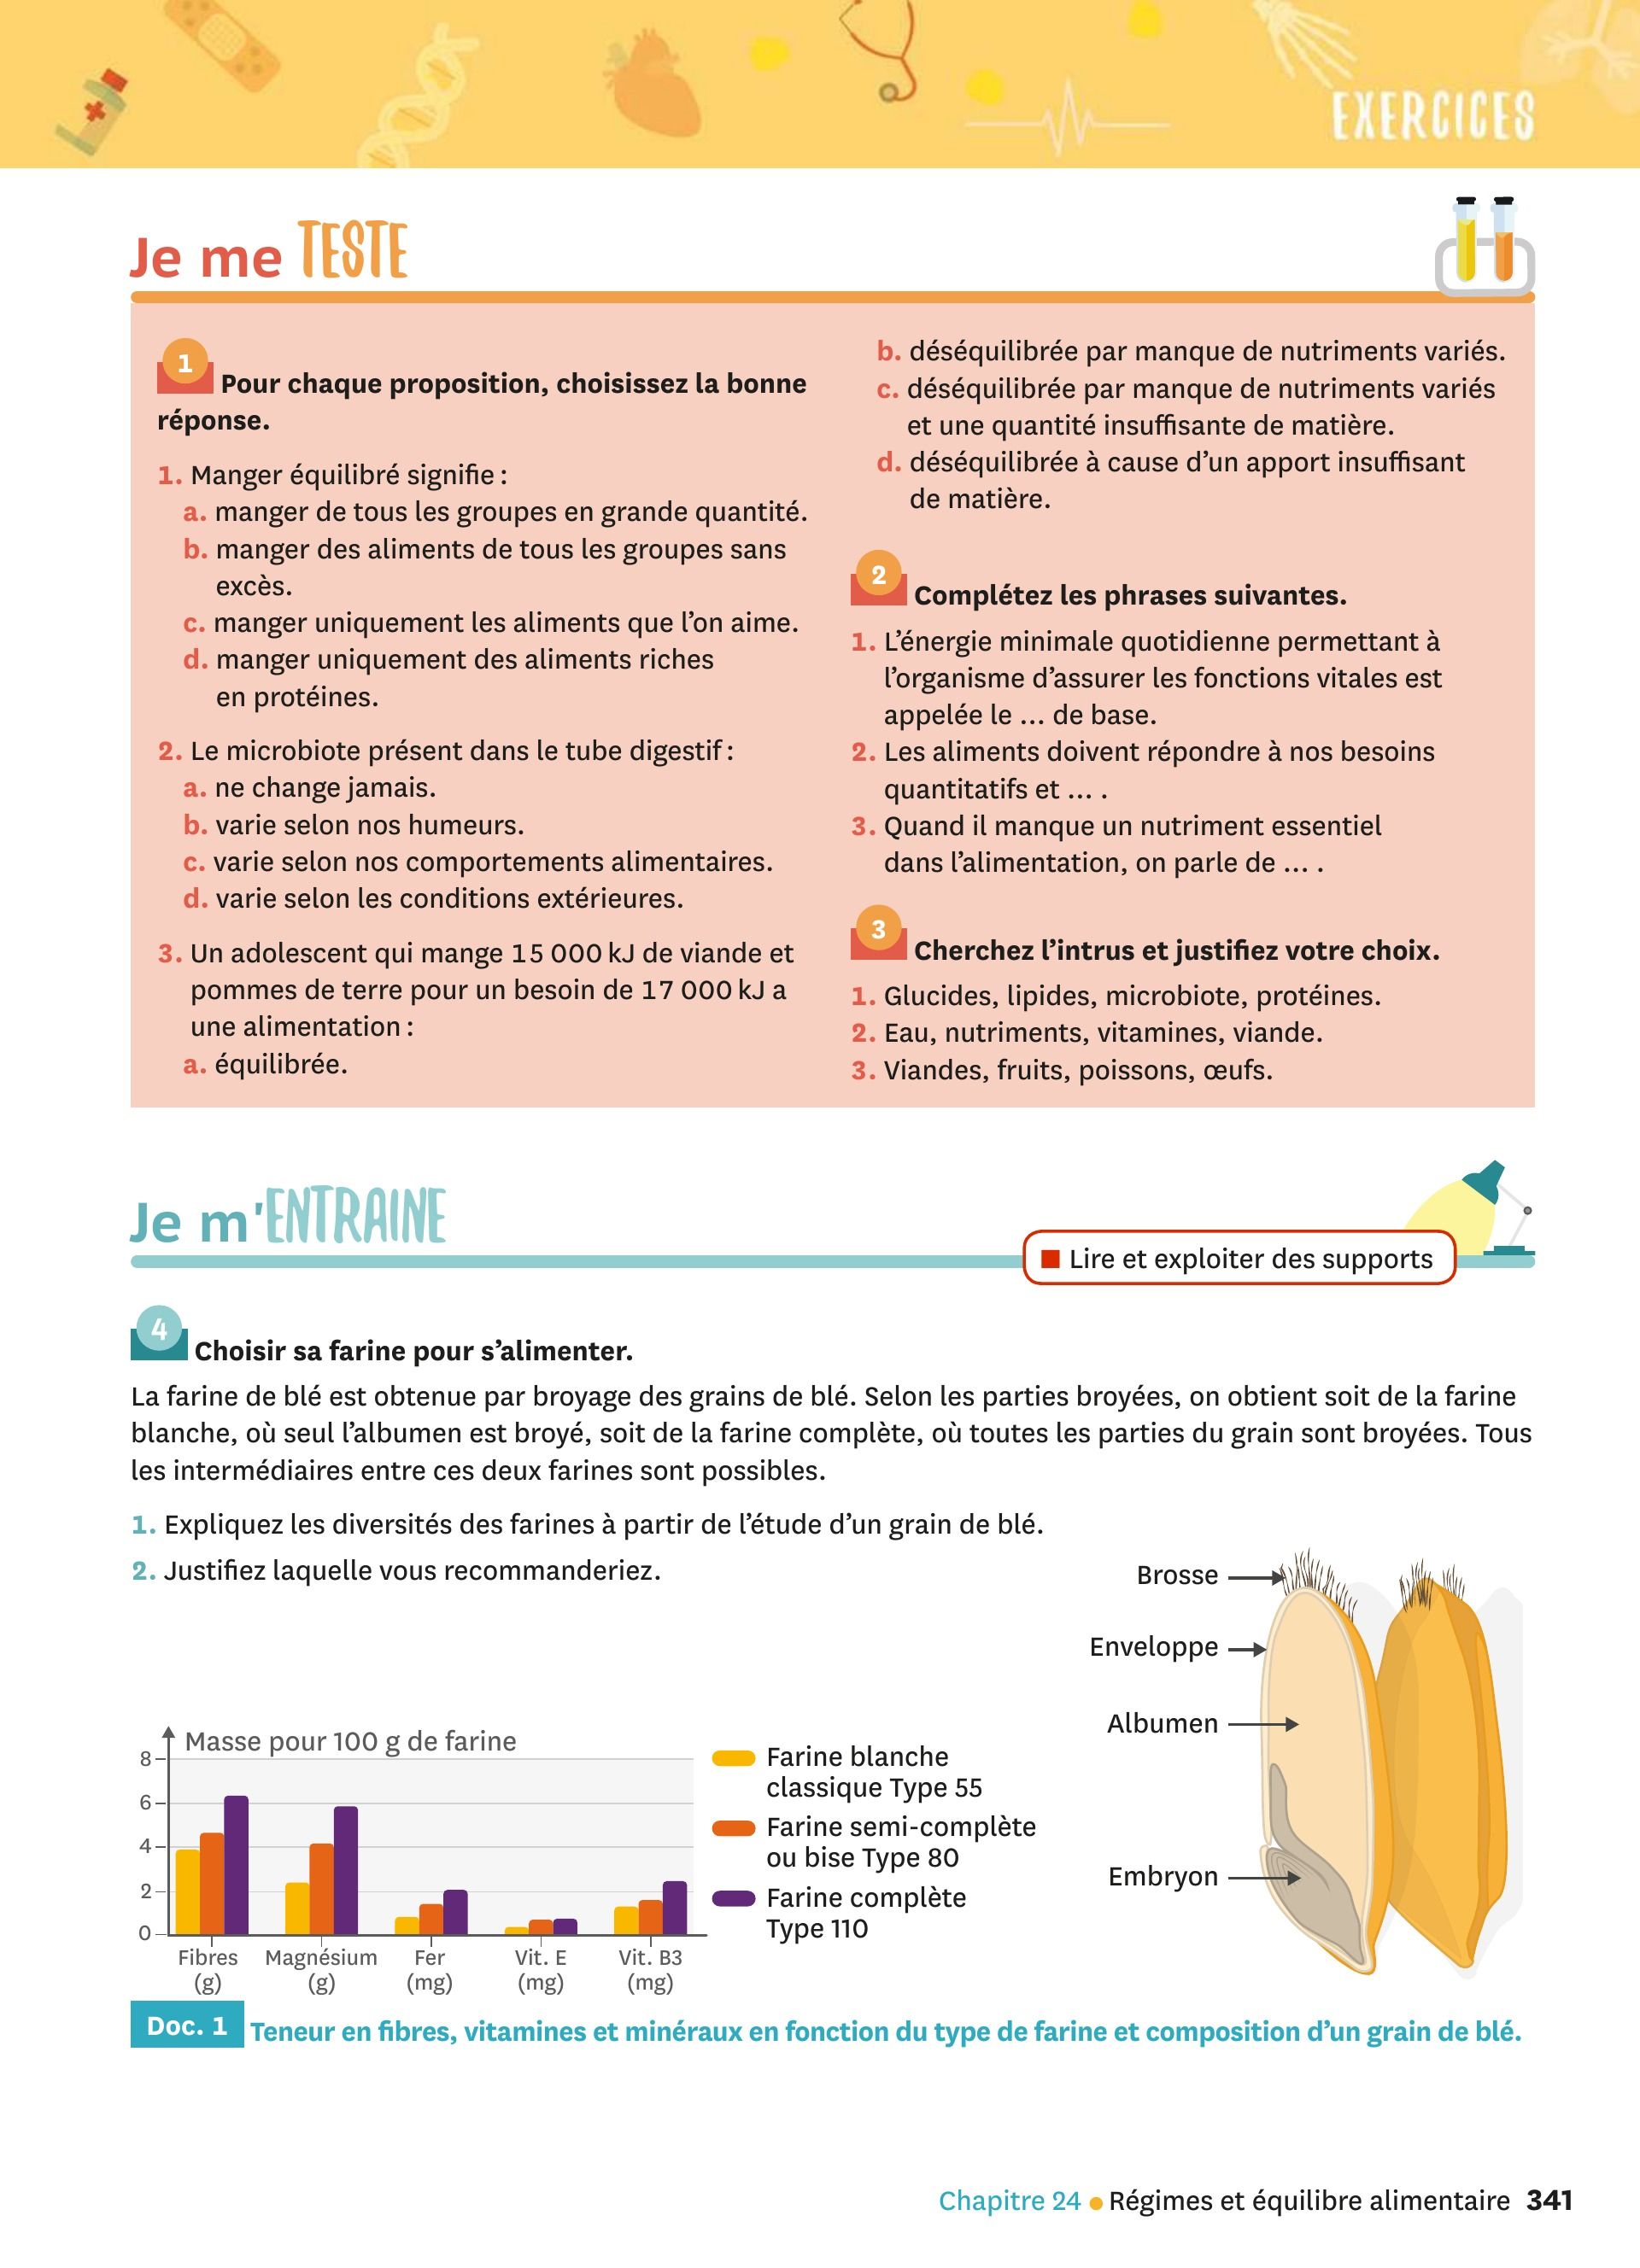 EXERCICES
Je me TESTE
1 Pour chaque proposition, choisissez la bonne
réponse.
1. Manger équilibré signifie :
a. manger de tous les groupes en grande quantité.
b. manger des aliments de tous les groupes sans
excès.
c. manger uniquement les aliments que l’on aime.
d. manger uniquement des aliments riches
en protéines.
2. Le microbiote présent dans le tube digestif :
a. ne change jamais.
b. varie selon nos humeurs.
c. varie selon nos comportements alimentaires.
d. varie selon les conditions extérieures.
3. Un adolescent qui mange 15 000 kJ de viande et
pommes de terre pour un besoin de 17 000 kJ a
une alimentation :
a. équilibrée.
b. déséquilibrée par manque de nutriments variés.
c. déséquilibrée par manque de nutriments variés
et une quantité insuffisante de matière.
d. déséquilibrée à cause d’un apport insuffisant
de matière.
2 Complétez les phrases suivantes.
1. L’énergie minimale quotidienne permettant à
l’organisme d’assurer les fonctions vitales est
appelée le ... de base.
2. Les aliments doivent répondre à nos besoins
quantitatifs et ... .
3. Quand il manque un nutriment essentiel
dans l’alimentation, on parle de ... .
3 Cherchez l’intrus et justifiez votre choix.
1. Glucides, lipides, microbiote, protéines.
2. Eau, nutriments, vitamines, viande.
3. Viandes, fruits, poissons, œufs.
Je m'ENTRAINE
Lire et exploiter des supports
4 Choisir sa farine pour s’alimenter.
La farine de blé est obtenue par broyage des grains de blé. Selon les parties broyées, on obtient soit de la farine
blanche, où seul l’albumen est broyé, soit de la farine complète, où toutes les parties du grain sont broyées. Tous
les intermédiaires entre ces deux farines sont possibles.
1. Expliquez les diversités des farines à partir de l’étude d’un grain de blé.
2. Justifiez laquelle vous recommanderiez.
Masse pour 100 g de farine
8
6
4
2
0
Fibres
(g)
Magnésium
(g)
Fer
(mg)
Vit. E
(mg)
Vit. B3
(mg)
Farine blanche
classique Type 55
Farine semi-complète
ou bise Type 80
Farine complète
Type 110
Brosse
Enveloppe
Albumen
Embryon
Doc. 1 Teneur en fibres, vitamines et minéraux en fonction du type de farine et composition d’un grain de blé.
Chapitre 24 • Régimes et équilibre alimentaire 341